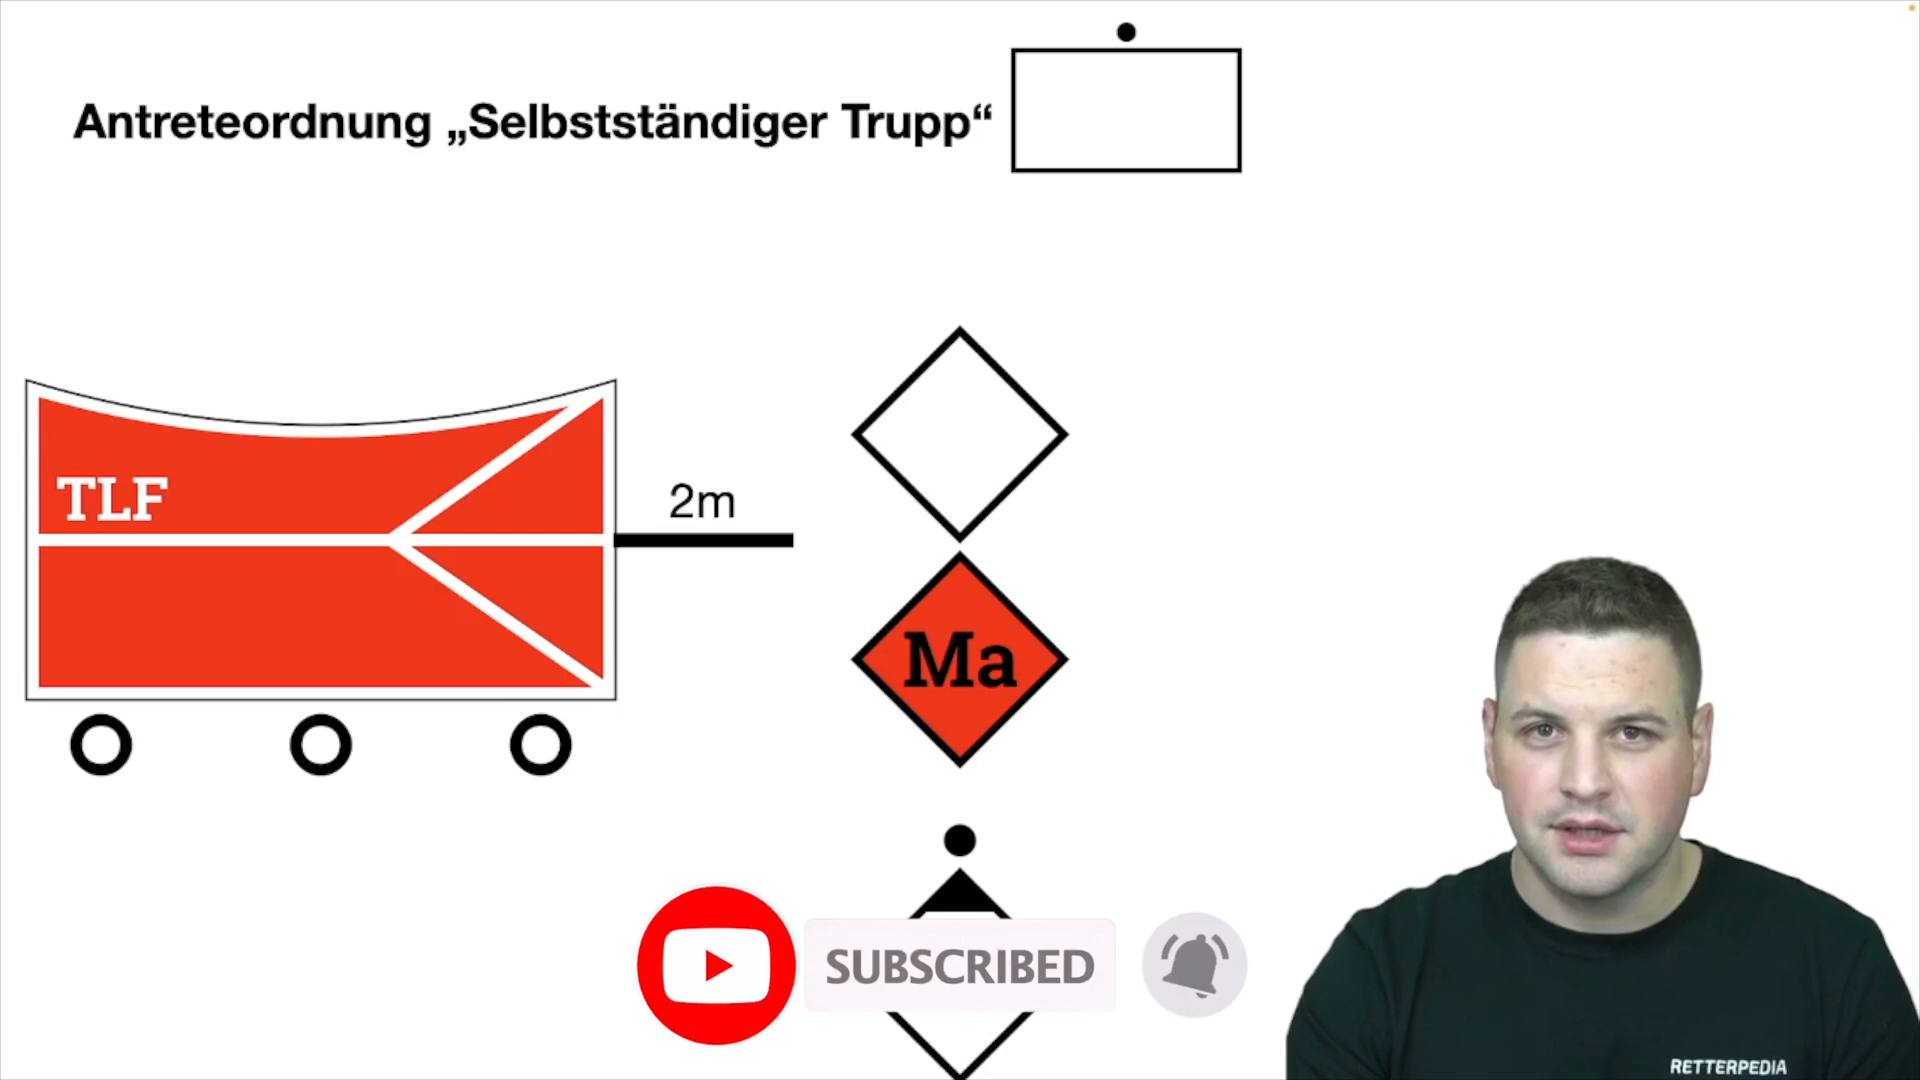 Antreteordnung „Selbstständiger Trupp“
TLF
2m
Ma
SUBSCRIBED
RETTERPEDIA